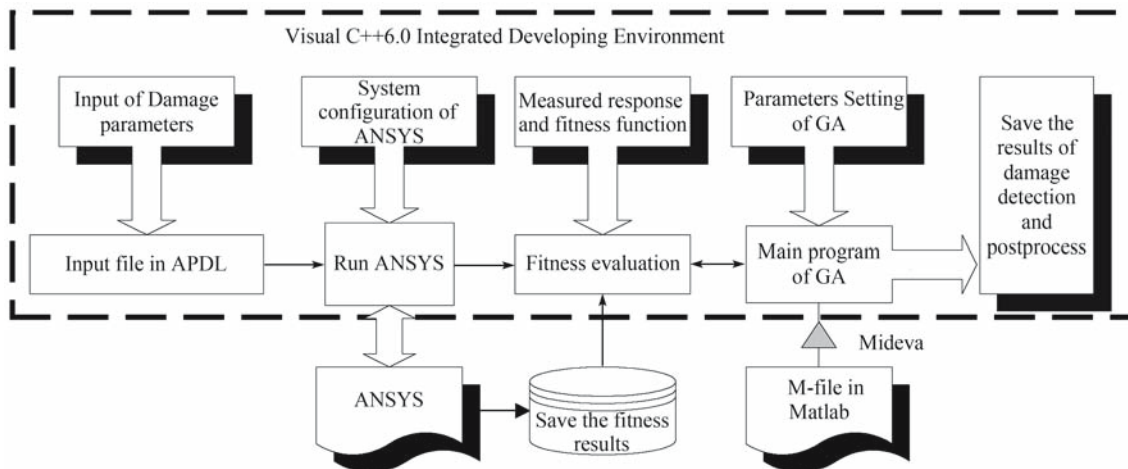 Visual C++6.0 Integrated Developing Environment
Input of Damage
parameters
System
configuration of
ANSYS
Measured response
and fitness function
Parameters Setting
of GA
Save the
results of
damage
detection
and
postprocess
Input file in APDL
Run ANSYS
Fitness evaluation
Main program
of GA
Mideva
ANSYS
Save the fitness
results
M-file in
Matlab